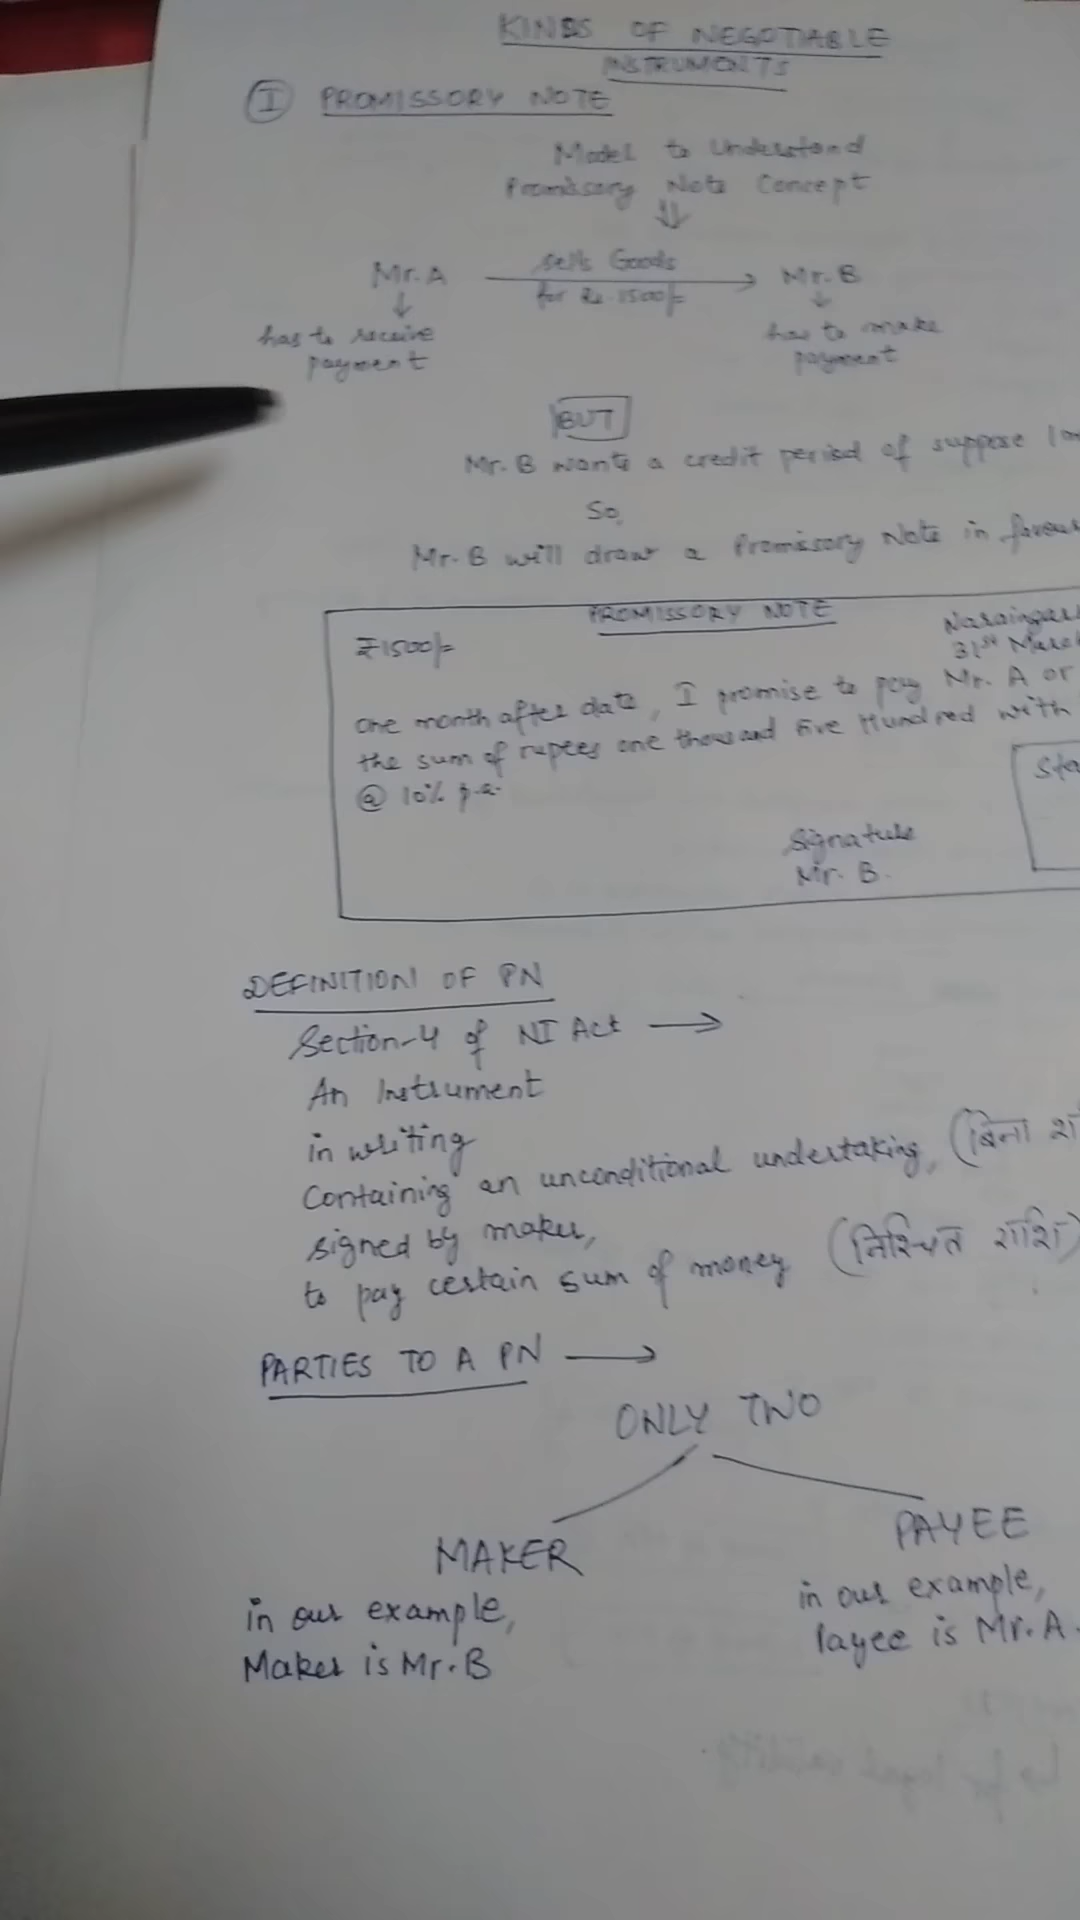 KINDS OF NEGOTIABLE
INSTRUMENTS
I PROMISSORY NOTE
Model to Understand
Promissory Note Concept
Mr. A sells Goods Mr. B
for Rs. 1500/-
has to receive
payment
has to make
payment
BUT
Mr. B wants a credit period of suppose 1
So,
Mr. B will draw a Promissory Note in favour
PROMISSORY NOTE
₹1500/-
31st March
one month after date, I promise to pay Mr. A or
the sum of rupees one thousand Five Hundred with
@ 10% p.a.
Signature
Mr. B.
DEFINITION OF PN
Section-4 of NI Act →
An Instrument
in writing
Containing an unconditional undertaking, (बिना
signed by maker,
to pay certain sum of money (निश्चित राशि)
PARTIES TO A PN →
ONLY TWO
MAKER
in our example,
Maker is Mr. B
PAYEE
in our example,
Payee is Mr. A.